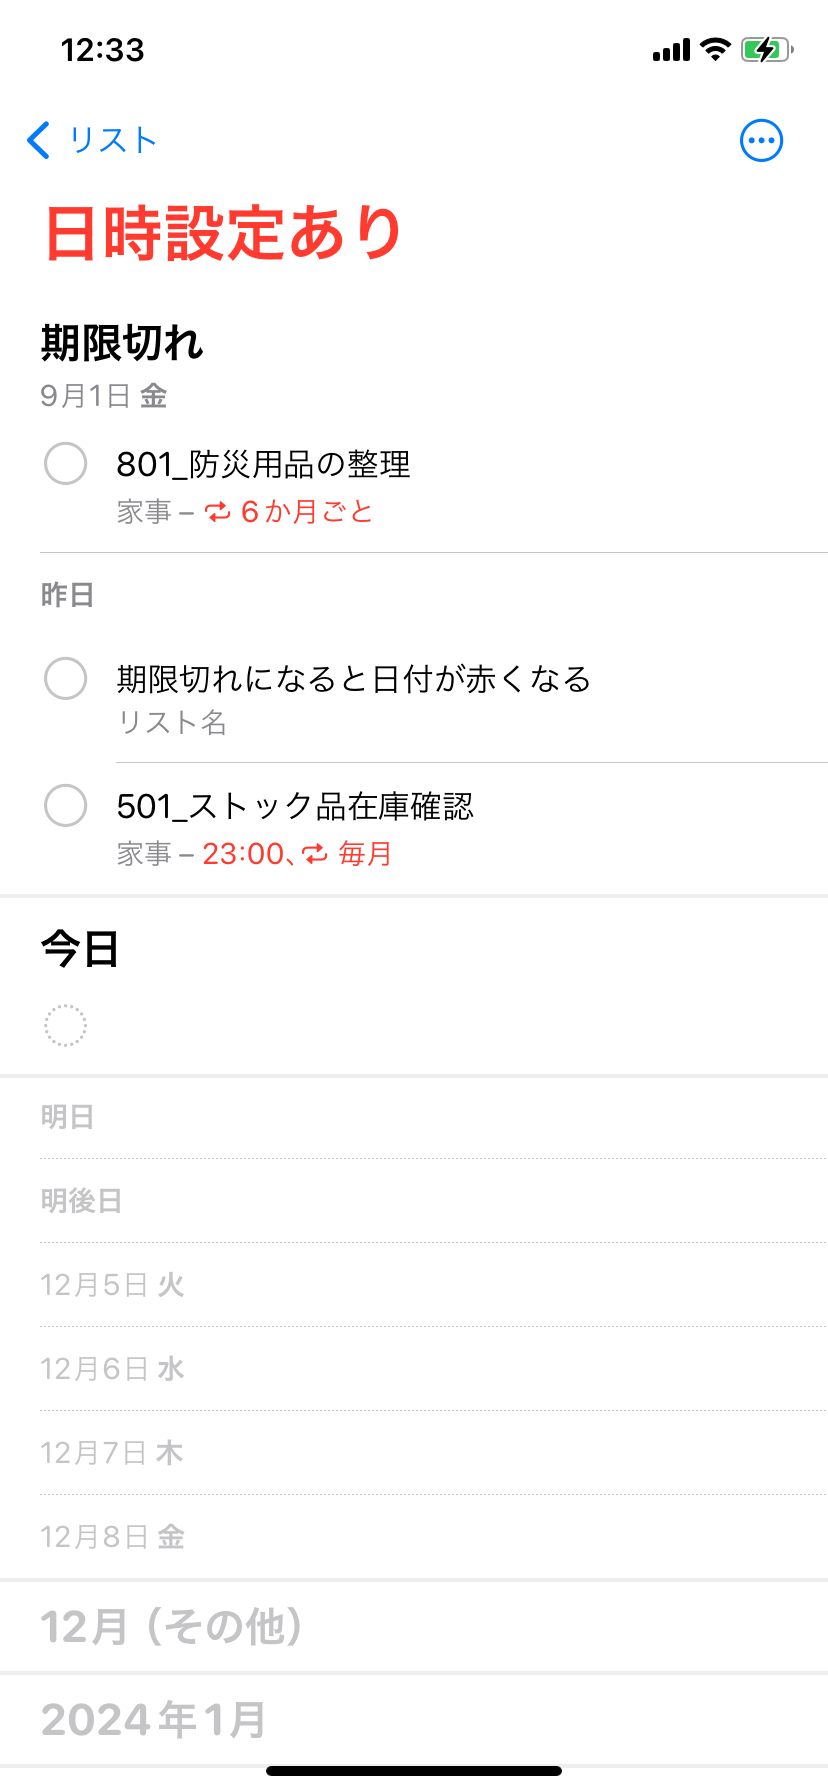 12:33
リスト
日時設定あり
期限切れ
9月1日 金
801_防災用品の整理
家事 – 6か月ごと
昨日
期限切れになると日付が赤くなる
リスト名
501_ストック品在庫確認
家事 – 23:00、毎月
今日
明日
明後日
12月5日 火
12月6日 水
12月7日 木
12月8日 金
12月（その他）
2024年1月